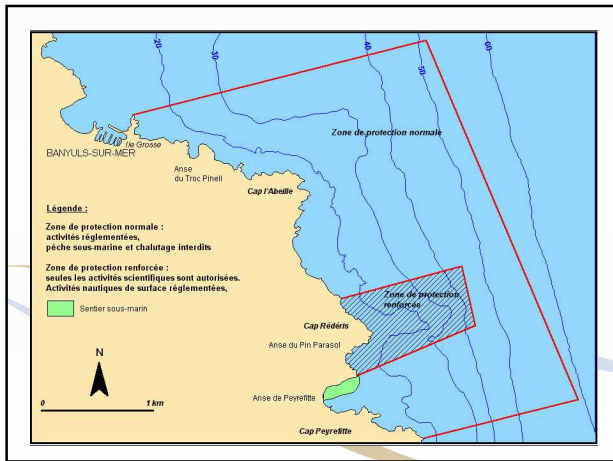 20
30
40
50
60
Zone de protection normale
Ile Grosse
BANYULS-SUR-MER
Anse
du Troc Pinell
Cap l'Abeille
Légende :
Zone de protection normale :
activités réglementées,
pêche sous-marine et chalutage interdits
Zone de protection renforcée :
seules les activités scientifiques sont autorisées.
Activités nautiques de surface réglementées,
Sentier sous-marin
Zone de protection
renforcée
Cap Rédéris
Anse du Pin Parasol
N
Anse de Peyrefitte
0 1 km
Cap Peyrefitte